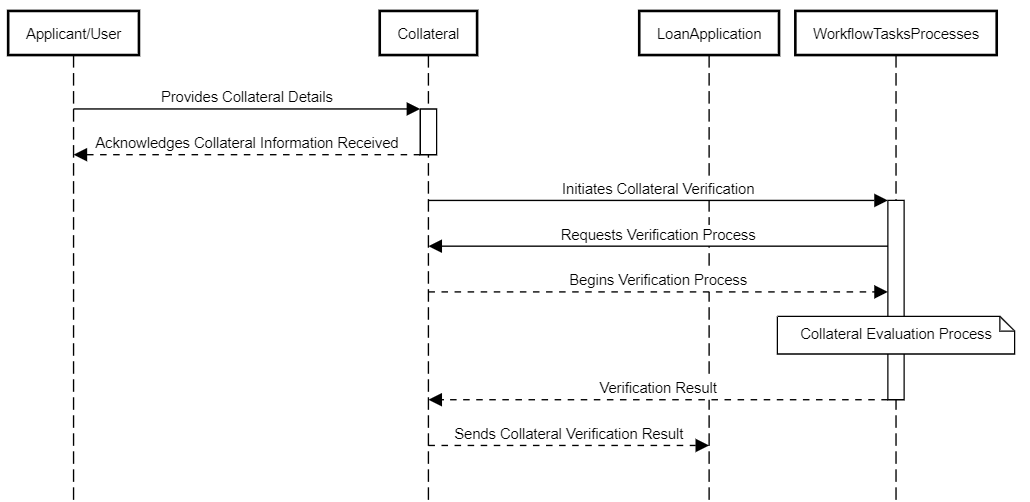 Applicant/User
Collateral
LoanApplication
WorkflowTasksProcesses
Provides Collateral Details
Acknowledges Collateral Information Received
Initiates Collateral Verification
Requests Verification Process
Begins Verification Process
Collateral Evaluation Process
Verification Result
Sends Collateral Verification Result